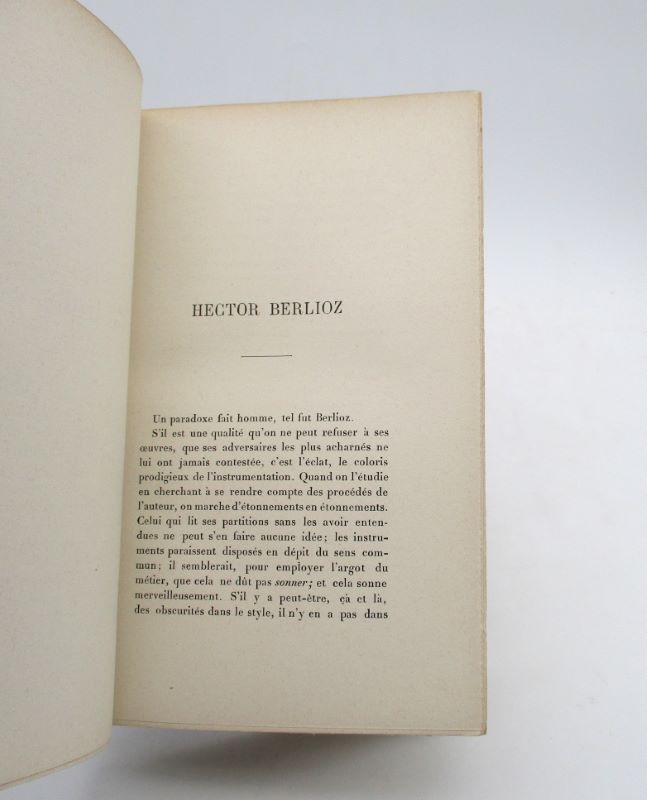 HECTOR BERLIOZ
Un paradoxe fait homme, tel fut Berlioz.
S'il est une qualité qu'on ne peut refuser à ses
œuvres, que ses adversaires les plus acharnés ne
lui ont jamais contestée, c'est l'éclat, le coloris
prodigieux de l'instrumentation. Quand on l'étudie
en cherchant à se rendre compte des procédés de
l'auteur, on marche d'étonnements en étonnements.
Celui qui lit ses partitions sans les avoir enten-
dues ne peut s'en faire aucune idée; les instru-
ments paraissent disposés en dépit du sens com-
mun; il semblerait, pour employer l'argot du
métier, que cela ne dût pas sonner; et cela sonne
merveilleusement. S'il y a peut-être, çà et là,
des obscurités dans le style, il n'y en a pas dans